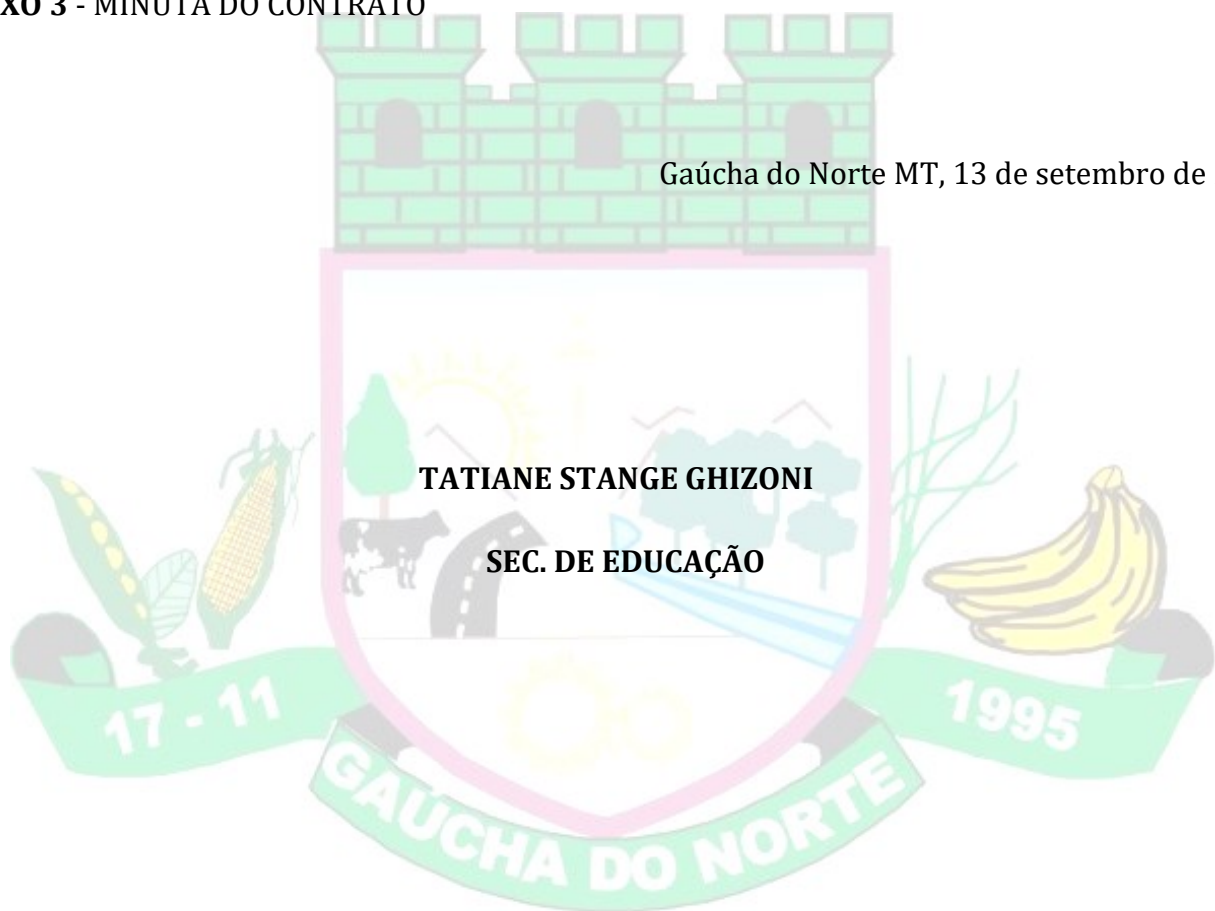 XO 3 - MINUTA DO CONTRATO
Gaúcha do Norte MT, 13 de setembro de
TATIANE STANGE GHIZONI
SEC. DE EDUCAÇÃO
17 - 11
1995
GAÚCHA DO NORTE